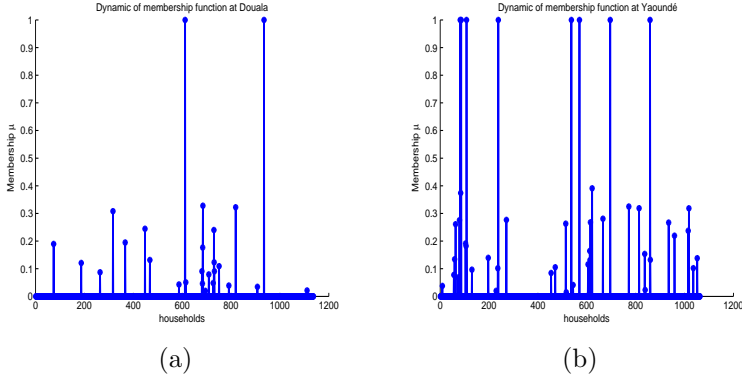 Dynamic of membership function at Douala
1
0.9
0.8
0.7
0.6
0.5
0.4
0.3
0.2
0.1
0
Membership μ
0 200 400 600 800 1000 1200
households
(a)
Dynamic of membership function at Yaoundé
1
0.9
0.8
0.7
0.6
0.5
0.4
0.3
0.2
0.1
0
Membership μ
0 200 400 600 800 1000 1200
households
(b)